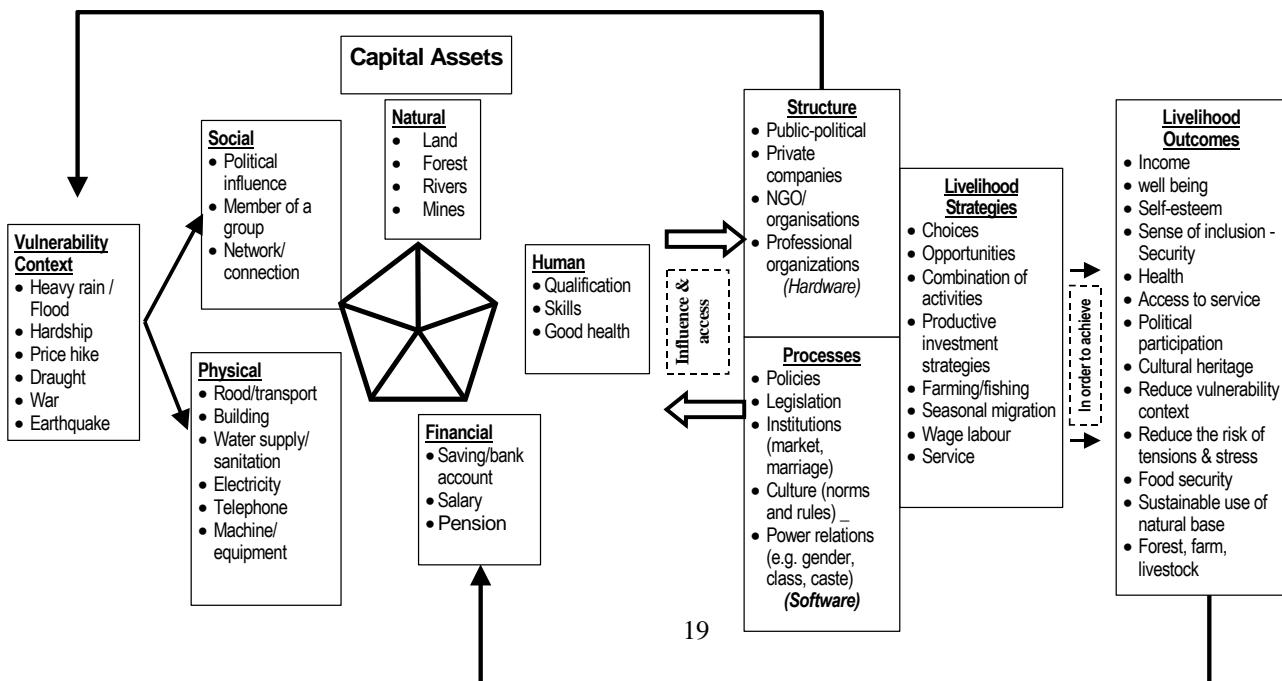 Capital Assets
Natural
● Land
● Forest
● Rivers
● Mines
Social
● Political
influence
● Member of a
group
● Network/
connection
Vulnerability
Context
● Heavy rain /
Flood
● Hardship
● Price hike
● Draught
● War
● Earthquake
Physical
● Rood/transport
● Building
● Water supply/
sanitation
● Electricity
● Telephone
● Machine/
equipment
Human
● Qualification
● Skills
● Good health
Financial
● Saving/bank
account
● Salary
● Pension
Influence &
access
Structure
● Public-political
● Private
companies
● NGO/
organisations
● Professional
organizations
(Hardware)
Processes
● Policies
● Legislation
● Institutions
(market,
marriage)
● Culture (norms
and rules) _
● Power relations
(e.g. gender,
class, caste)
(Software)
Livelihood
Strategies
● Choices
● Opportunities
● Combination of
activities
● Productive
investment
strategies
● Farming/fishing
● Seasonal migration
● Wage labour
● Service
In order to achieve
Livelihood
Outcomes
● Income
● well being
● Self-esteem
● Sense of inclusion -
Security
● Health
● Access to service
● Political
participation
● Cultural heritage
● Reduce vulnerability
context
● Reduce the risk of
tensions & stress
● Food security
● Sustainable use of
natural base
● Forest, farm,
livestock
19